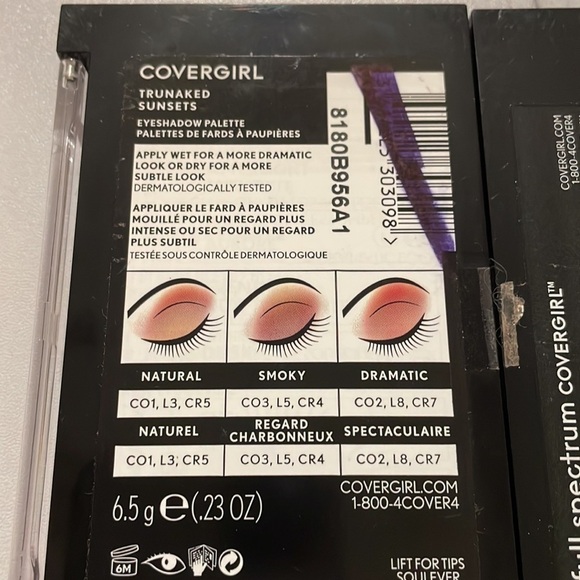 COVERGIRL
TRUNAKED
SUNSETS
EYESHADOW PALETTE
PALETTES DE FARDS À PAUPIÈRES
APPLY WET FOR A MORE DRAMATIC
LOOK OR DRY FOR A MORE
SUBTLE LOOK
DERMATOLOGICALLY TESTED
APPLIQUER LE FARD À PAUPIÈRES
MOUILLÉ POUR UN REGARD PLUS
INTENSE OU SEC POUR UN REGARD
PLUS SUBTIL
TESTÉE SOUS CONTRÔLE DERMATOLOGIQUE
8180B956A1
303098>
NATURAL SMOKY DRAMATIC
CO1, L3, CR5 CO3, L5, CR4 CO2, L8, CR7
NATUREL REGARD CHARBONNEUX SPECTACULAIRE
CO1, L3, CR5 CO3, L5, CR4 CO2, L8, CR7
COVERGIRL.COM
1-800-4COVER4
6.5 g e (.23 OZ)
6M
LIFT FOR TIPS
SOULEVER
COVERGIRL.COM
1-800-4COVER4
full spectrum COVERGIRL™